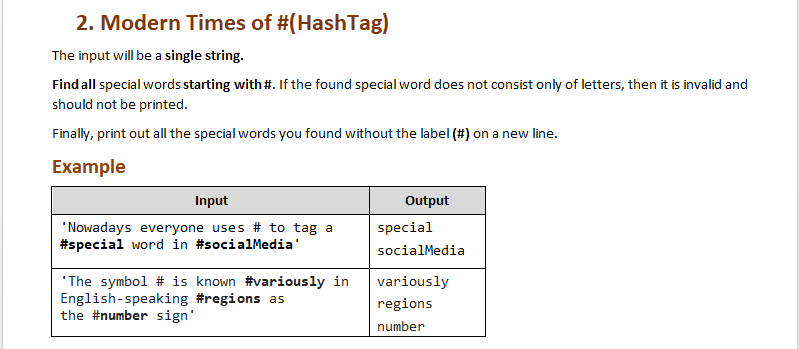 2. Modern Times of #(HashTag)
The input will be a single string.
Find all special words starting with #. If the found special word does not consist only of letters, then it is invalid and
should not be printed.
Finally, print out all the special words you found without the label (#) on a new line.
Example
Input Output
'Nowadays everyone uses # to tag a
#special word in #socialMedia'
special
socialMedia
'The symbol # is known #variously in
English-speaking #regions as
the #number sign'
variously
regions
number